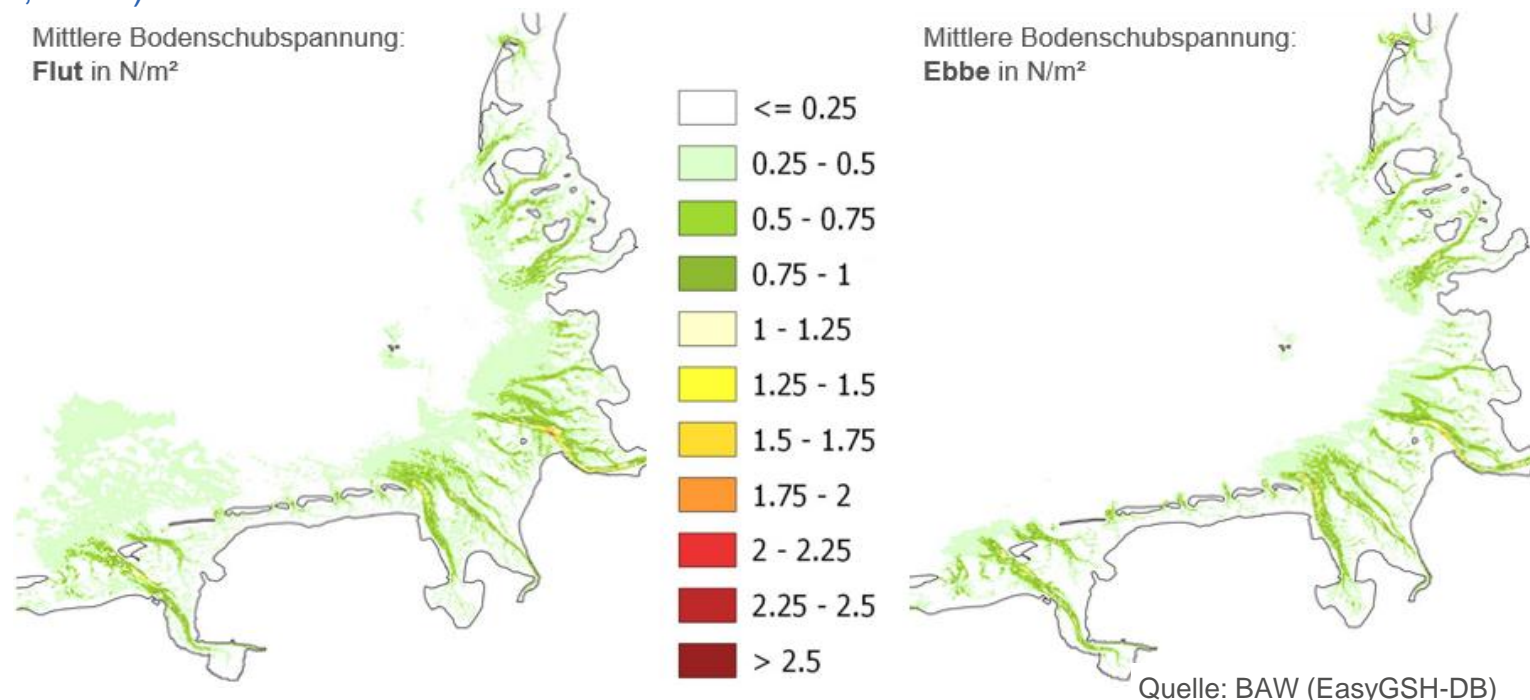 Mittlere Bodenschubspannung:
Flut in N/m²
<= 0.25
0.25 - 0.5
0.5 - 0.75
0.75 - 1
1 - 1.25
1.25 - 1.5
1.5 - 1.75
1.75 - 2
2 - 2.25
2.25 - 2.5
> 2.5
Mittlere Bodenschubspannung:
Ebbe in N/m²
Quelle: BAW (EasyGSH-DB)